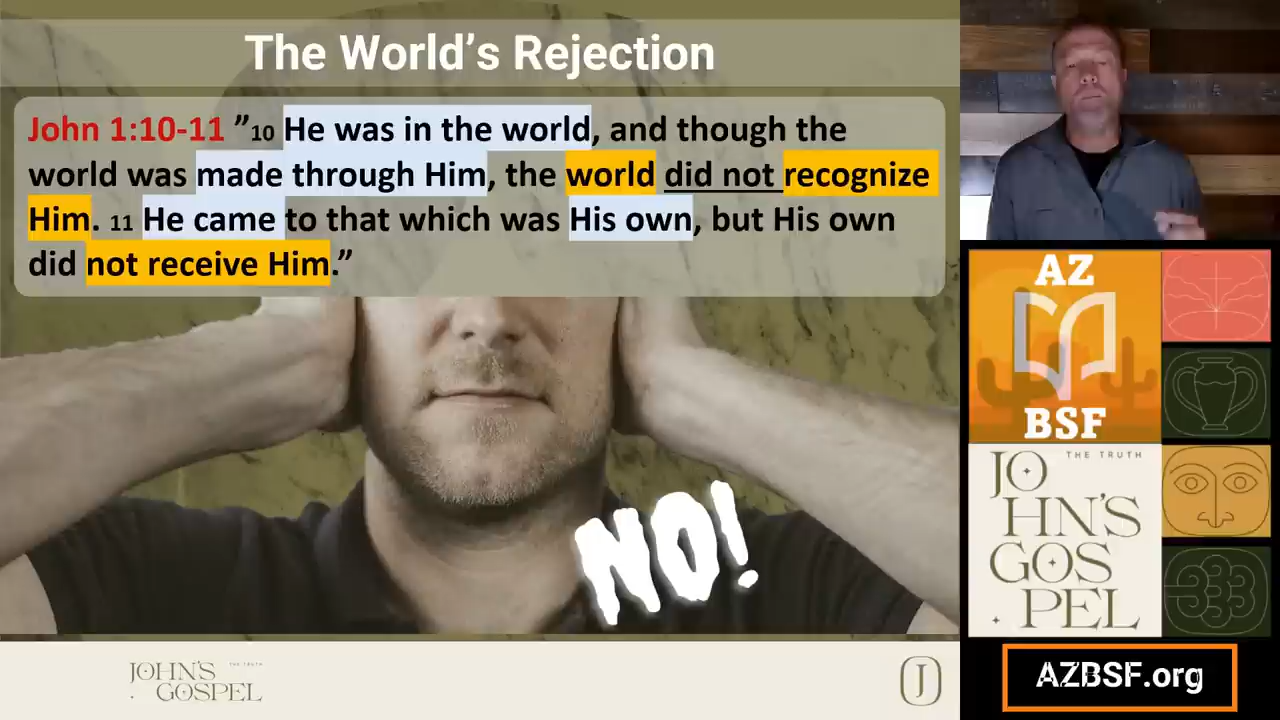 The World's Rejection
John 1:10-11 ”10 He was in the world, and though the
world was made through Him, the world did not recognize
Him. 11 He came to that which was His own, but His own
did not receive Him.”
NO!
JOHN'S THE TRUTH
GOSPEL
J
AZ
BSF
THE TRUTH
JO
HN'S
GOS
PEL
AZBSF.org